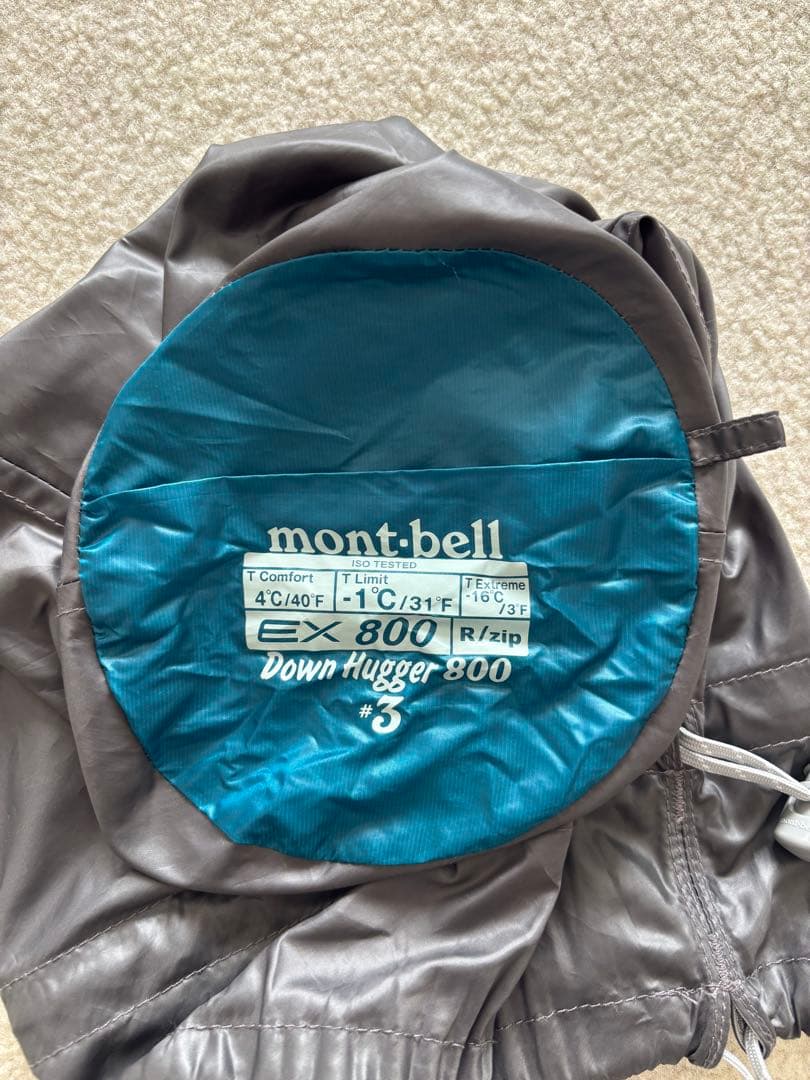 mont-bell
ISO TESTED
T Comfort T Limit T Extreme
4℃/40°F -1℃/31°F -16℃/3°F
EX 800 R/zip
Down Hugger 800
#3